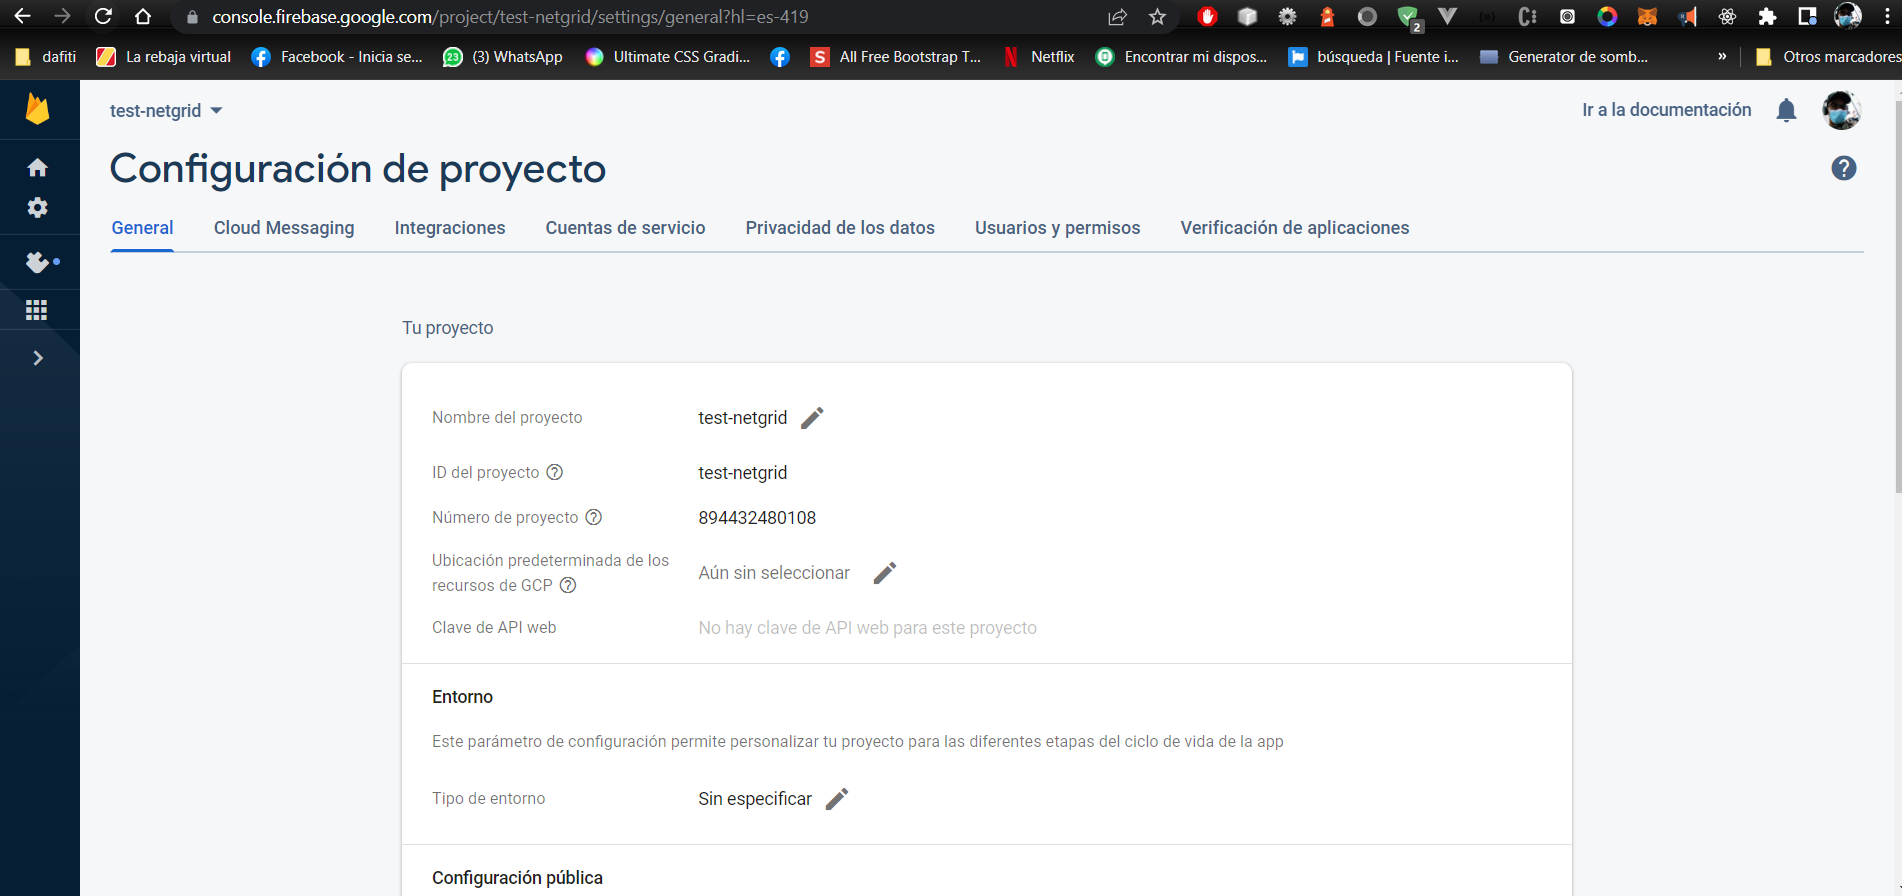 console.firebase.google.com/project/test-netgrid/settings/general?hl=es-419
2
dafiti
La rebaja virtual
Facebook - Inicia se...
23
(3) WhatsApp
Ultimate CSS Gradi...
S
All Free Bootstrap T...
Netflix
Encontrar mi dispos...
búsqueda | Fuente i...
Generator de somb...
»
Otros marcadores
test-netgrid
Ir a la documentación
Configuración de proyecto
General
Cloud Messaging
Integraciones
Cuentas de servicio
Privacidad de los datos
Usuarios y permisos
Verificación de aplicaciones
Tu proyecto
Nombre del proyecto
test-netgrid
ID del proyecto
test-netgrid
Número de proyecto
894432480108
Ubicación predeterminada de los
recursos de GCP
Aún sin seleccionar
Clave de API web
No hay clave de API web para este proyecto
Entorno
Este parámetro de configuración permite personalizar tu proyecto para las diferentes etapas del ciclo de vida de la app
Tipo de entorno
Sin especificar
Configuración pública